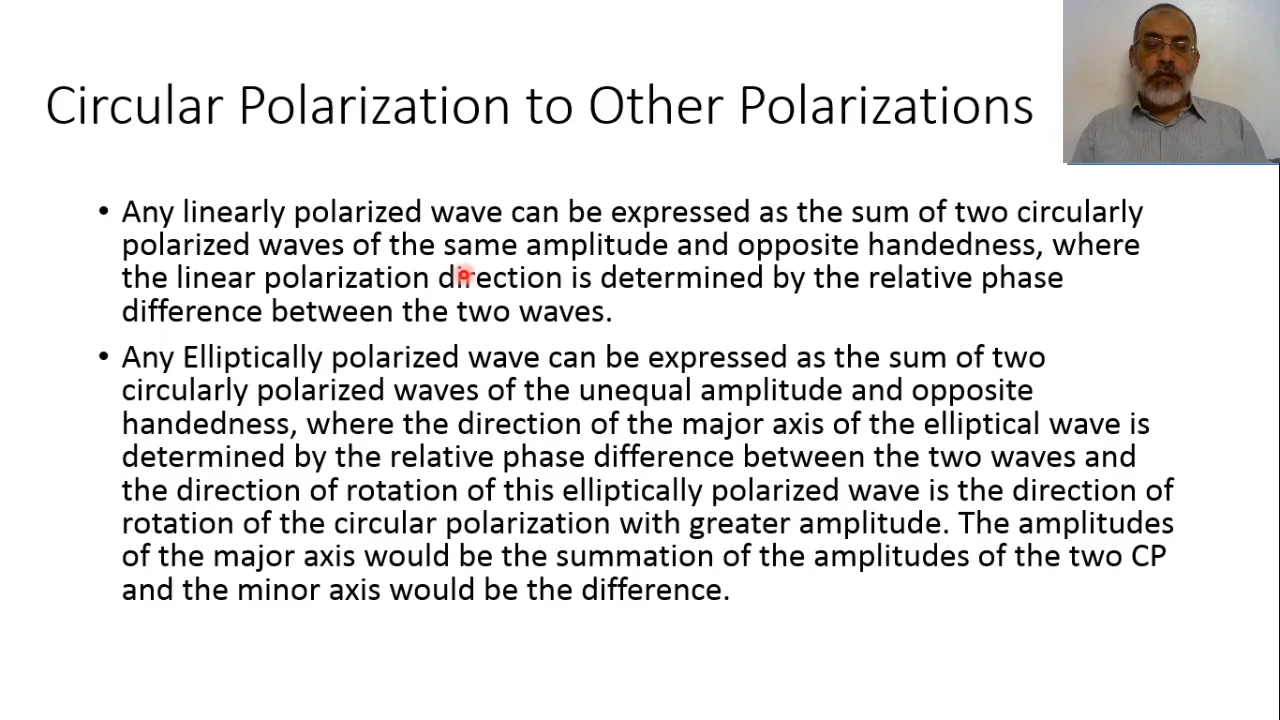 Circular Polarization to Other Polarizations
• Any linearly polarized wave can be expressed as the sum of two circularly
polarized waves of the same amplitude and opposite handedness, where
the linear polarization direction is determined by the relative phase
difference between the two waves.
• Any Elliptically polarized wave can be expressed as the sum of two
circularly polarized waves of the unequal amplitude and opposite
handedness, where the direction of the major axis of the elliptical wave is
determined by the relative phase difference between the two waves and
the direction of rotation of this elliptically polarized wave is the direction of
rotation of the circular polarization with greater amplitude. The amplitudes
of the major axis would be the summation of the amplitudes of the two CP
and the minor axis would be the difference.